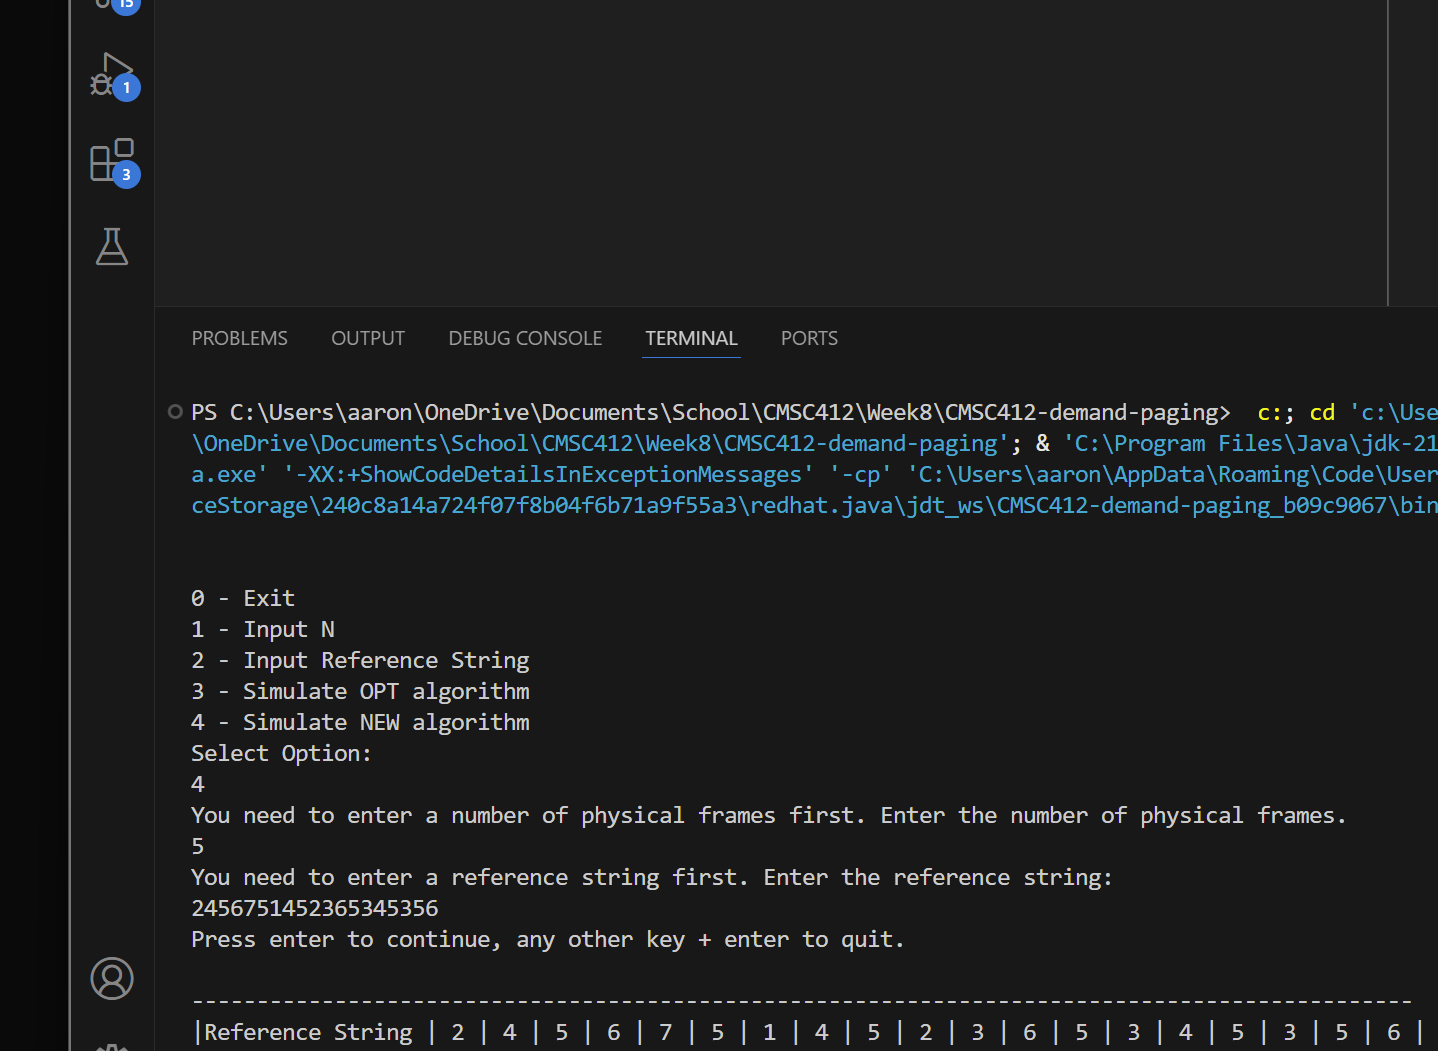 15
1
3
PROBLEMS OUTPUT DEBUG CONSOLE TERMINAL PORTS
PS C:\Users\aaron\OneDrive\Documents\School\CMSC412\Week8\CMSC412-demand-paging>  c:; cd 'c:\Use
\OneDrive\Documents\School\CMSC412\Week8\CMSC412-demand-paging'; & 'C:\Program Files\Java\jdk-21
a.exe' '-XX:+ShowCodeDetailsInExceptionMessages' '-cp' 'C:\Users\aaron\AppData\Roaming\Code\User
ceStorage\240c8a14a724f07f8b04f6b71a9f55a3\redhat.java\jdt_ws\CMSC412-demand-paging_b09c9067\bin
0 - Exit
1 - Input N
2 - Input Reference String
3 - Simulate OPT algorithm
4 - Simulate NEW algorithm
Select Option:
4
You need to enter a number of physical frames first. Enter the number of physical frames.
5
You need to enter a reference string first. Enter the reference string:
2456751452365345356
Press enter to continue, any other key + enter to quit.
----------------------------------------------------------------------------------------------
|Reference String | 2 | 4 | 5 | 6 | 7 | 5 | 1 | 4 | 5 | 2 | 3 | 6 | 5 | 3 | 4 | 5 | 3 | 5 | 6 |